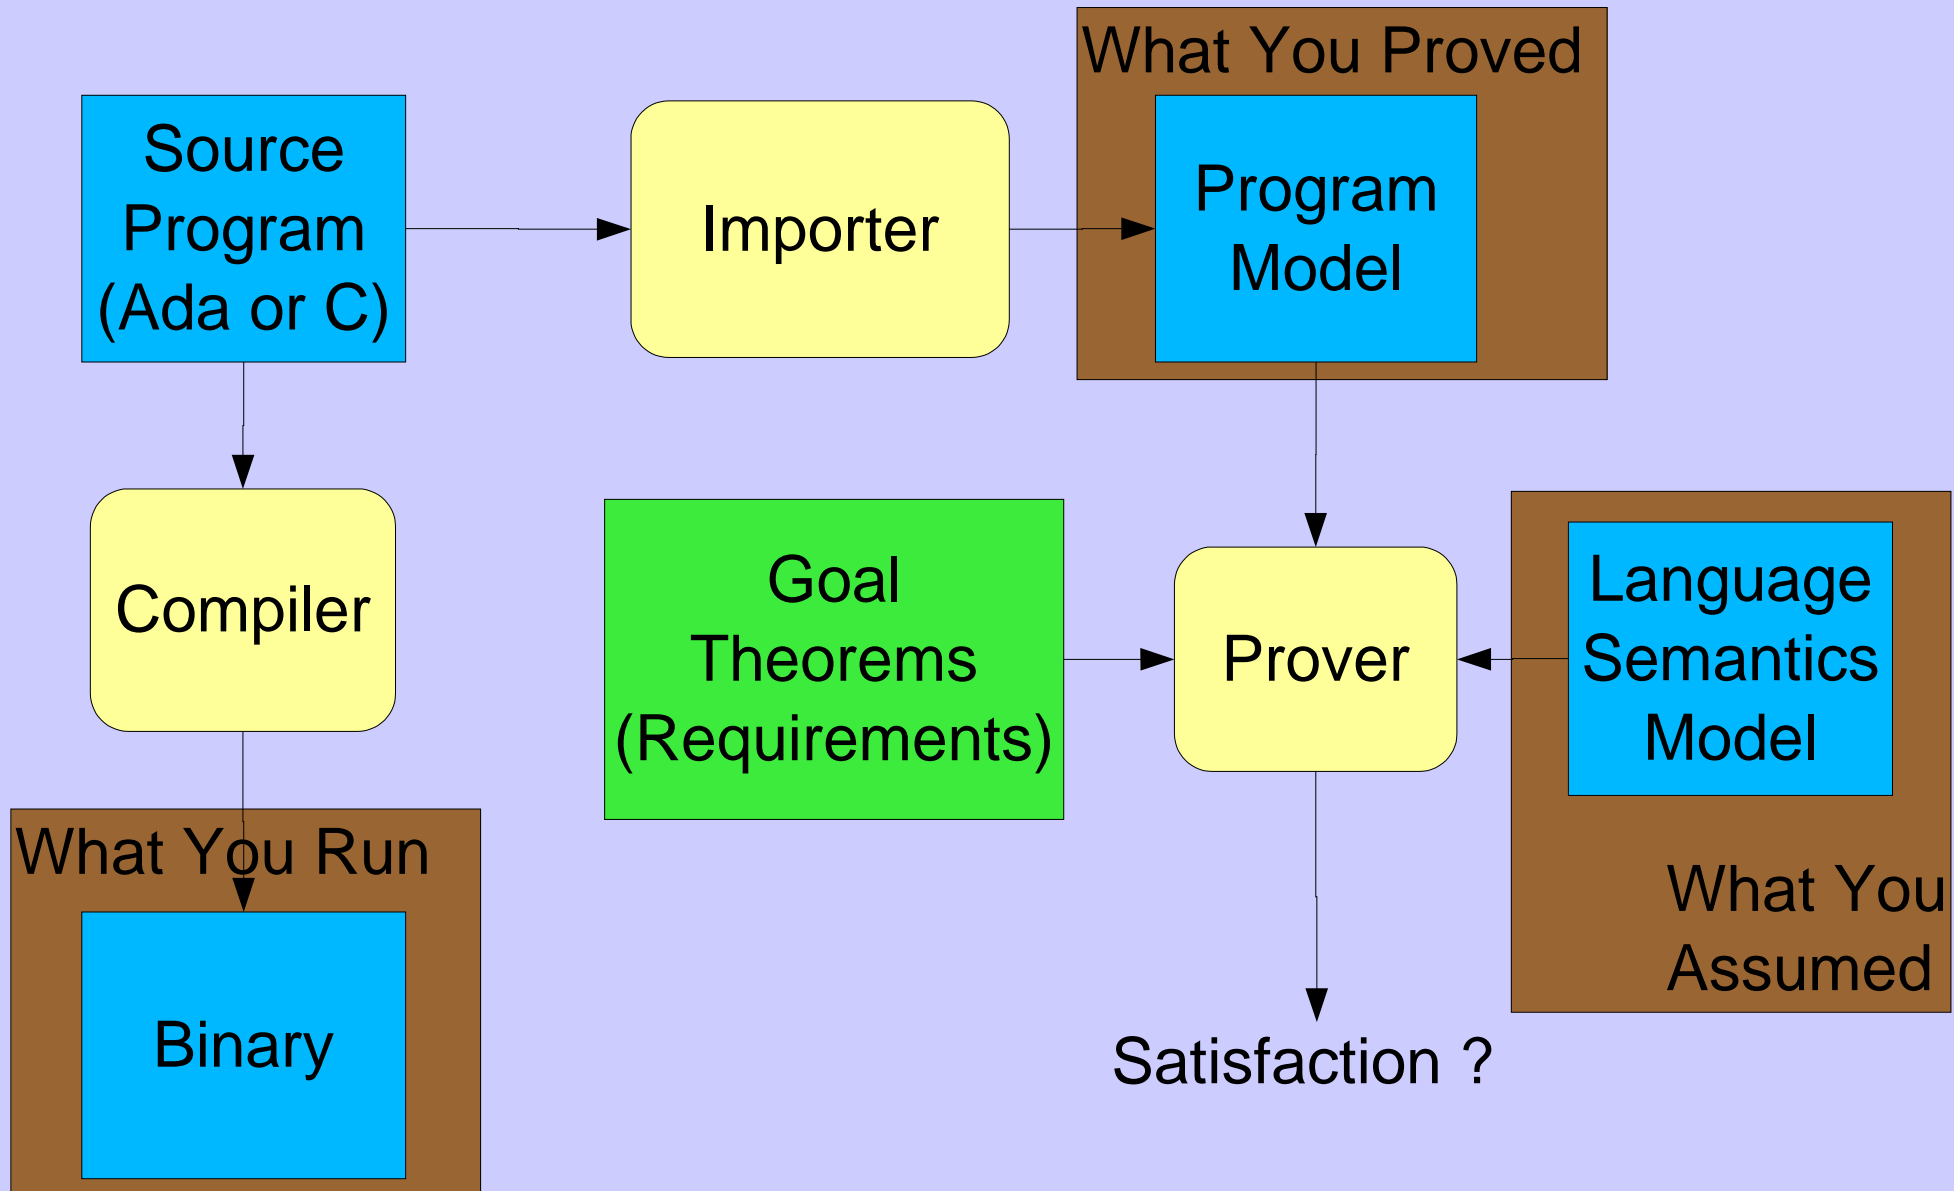 What You Proved
Source
Program
(Ada or C)
Importer
Program
Model
Compiler
Goal
Theorems
(Requirements)
Prover
Language
Semantics
Model
What You Run
What You
Assumed
Binary
Satisfaction ?